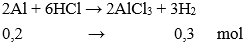 2Al + 6HCl → 2AlCl₃ + 3H₂
0,2 → 0,3 mol